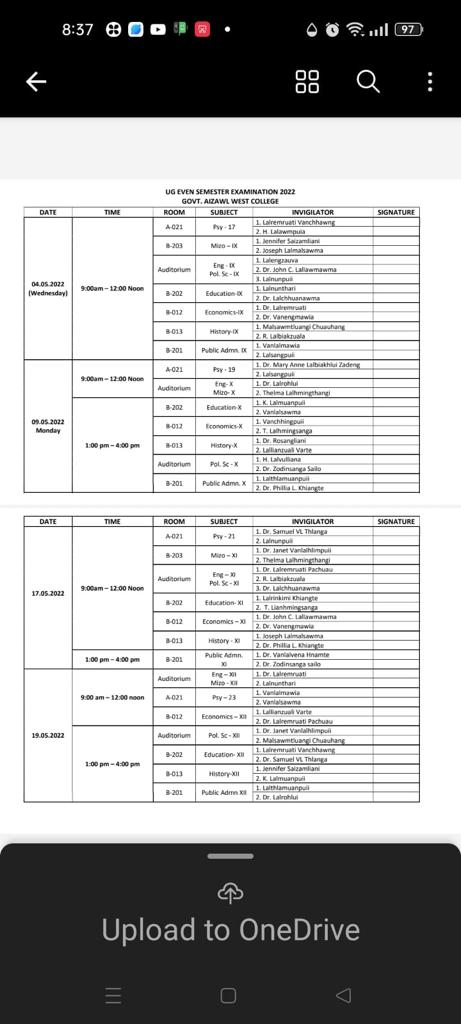 8:37
97
UG EVEN SEMESTER EXAMINATION 2022
GOVT. AIZAWL WEST COLLEGE
DATE TIME ROOM SUBJECT INVIGILATOR SIGNATURE
04.05.2022 (Wednesday) 9:00am – 12:00 Noon A-021 Psy - 17 1. Lalremruati Vanchhawng
2. H. Lalawmpuia
B-203 Mizo – IX 1. Jennifer Saizamliani
2. Joseph Lalmalsawma
Auditorium Eng - IX Pol. Sc - IX 1. Lalengzauva
2. Dr. John C. Lallawmawma
3. Lalnunpuii
B-202 Education-IX 1. Lalnunthari
2. Dr. Lalchhuanawma
B-012 Economics-IX 1. Dr. Lalremruati
2. Dr. Vanengmawia
B-013 History-IX 1. Malsawmtluangi Chuauhang
2. R. Lalbiakzuala
B-201 Public Admn. IX 1. Vanlalmawia
2. Lalsangpuii
09.05.2022 Monday 9:00am – 12:00 Noon A-021 Psy - 19 1. Dr. Mary Anne Lalbiakhlui Zadeng
2. Lalsangpuii
Auditorium Eng- X Mizo- X 1. Dr. Lalrohlui
2. Thelma Lalhmingthangi
1:00 pm – 4:00 pm B-202 Education-X 1. K. Lalmuanpuii
2. Vanlalsawma
B-012 Economics-X 1. Vanchhingpuii
2. T. Lalhmingsanga
B-013 History-X 1. Dr. Rosangliani
2. Lallianzuali Varte
Auditorium Pol. Sc - X 1. H. Lalvulliana
2. Dr. Zodinsanga Sailo
B-201 Public Admn. X 1. Lalthlamuanpuii
2. Dr. Phillia L. Khiangte
DATE TIME ROOM SUBJECT INVIGILATOR SIGNATURE
17.05.2022 9:00am – 12:00 Noon A-021 Psy - 21 1. Dr. Samuel VL Thlanga
2. Lalnunpuii
B-203 Mizo – XI 1. Dr. Janet Vanlalhlimpuii
2. Thelma Lalhmingthangi
Auditorium Eng – XI Pol. Sc - XI 1. Dr. Lalremruati Pachuau
2. R. Lalbiakzuala
3. Dr. Lalchhuanawma
B-202 Education- XI 1. Lalrinkimi Khiangte
2. T. Lianhmingsanga
B-012 Economics – XI 1. Dr. John C. Lallawmawma
2. Dr. Vanengmawia
B-013 History - XI 1. Joseph Lalmalsawma
2. Dr. Phillia L. Khiangte
1:00 pm – 4:00 pm B-201 Public Admn. XI 1. Dr. Vanlalvena Hnamte
2. Dr. Zodinsanga sailo
19.05.2022 9:00 am – 12:00 noon Auditorium Eng – XII Mizo - XII 1. Dr. Lalremruati
2. Lalnunthari
A-021 Psy – 23 1. Vanlalmawia
2. Vanlalsawma
B-012 Economics – XII 1. Lallianzuali Varte
2. Dr. Lalremruati Pachuau
1:00 pm – 4:00 pm Auditorium Pol. Sc - XII 1. Dr. Janet Vanlalhlimpuii
2. Malsawmtluangi Chuauhang
B-202 Education- XII 1. Lalremruati Vanchhawng
2. Dr. Samuel VL Thlanga
B-013 History-XII 1. Jennifer Saizamliani
2. K. Lalmuanpuii
B-201 Public Admn XII 1. Lalthlamuanpuii
2. Dr. Lalrohlui
Upload to OneDrive